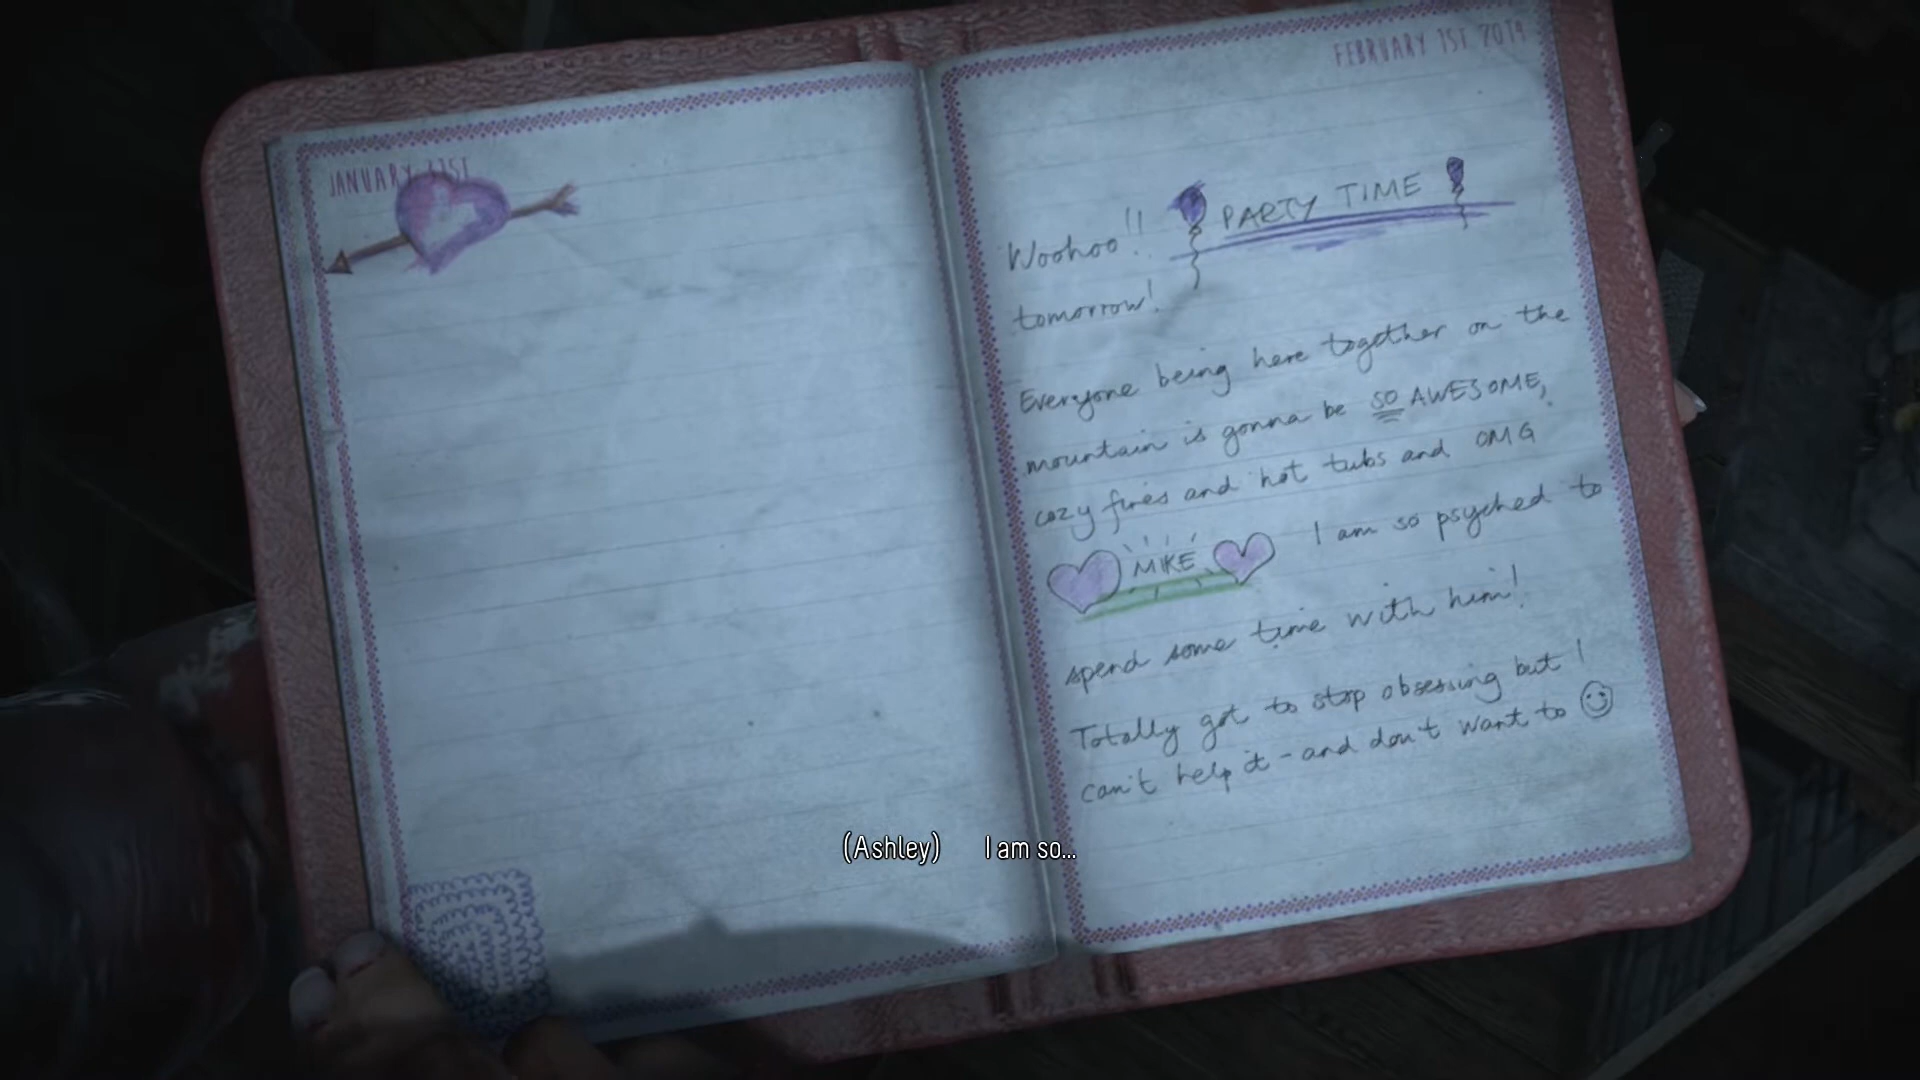 JANUARY 31ST
FEBRUARY 1ST 2014
Woohoo!! PARTY TIME
tomorrow!
Everyone being here together on the
mountain is gonna be SO AWESOME,
cozy fires and hot tubs and OMG
MIKE I am so psyched to
spend some time with him!
Totally got to stop obsessing but I
can't help it - and don't want to
(Ashley) I am so...